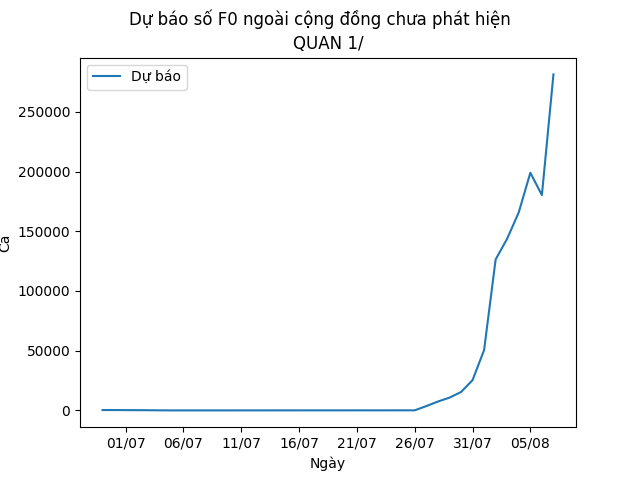 Dự báo số F0 ngoài cộng đồng chưa phát hiện
QUAN 1/
Dự báo
250000
200000
150000
100000
50000
0
Ca
01/07 06/07 11/07 16/07 21/07 26/07 31/07 05/08
Ngày